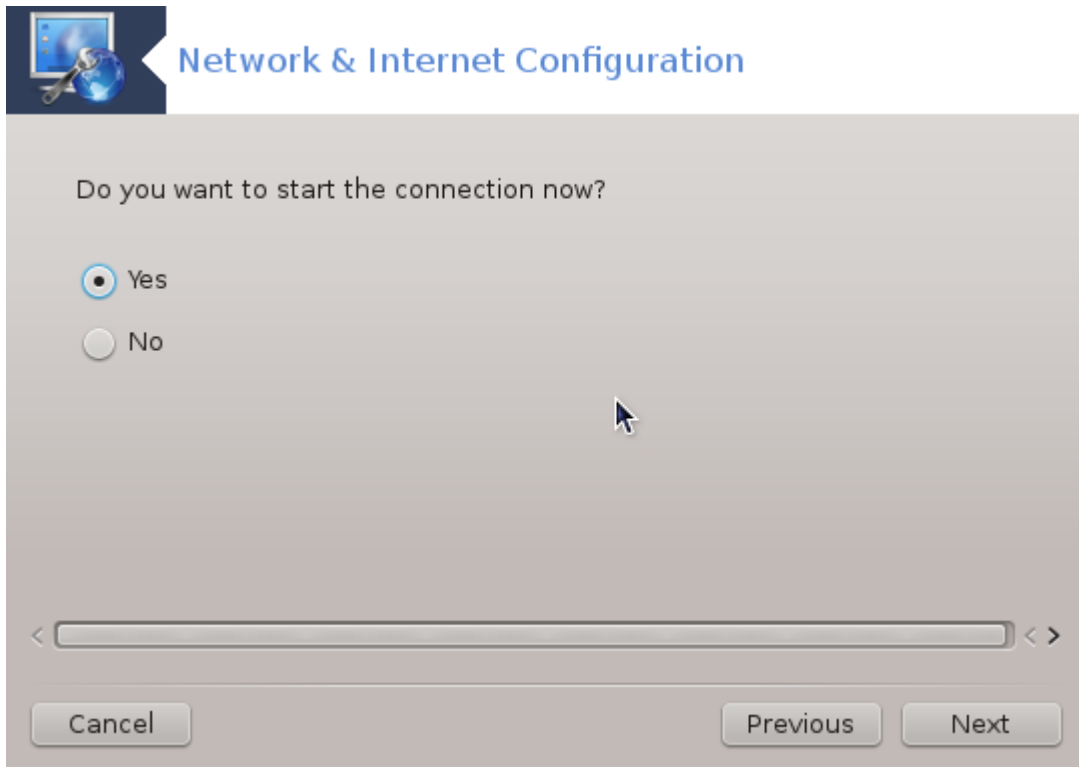 Network & Internet Configuration
Do you want to start the connection now?
Yes
No
Cancel Previous Next